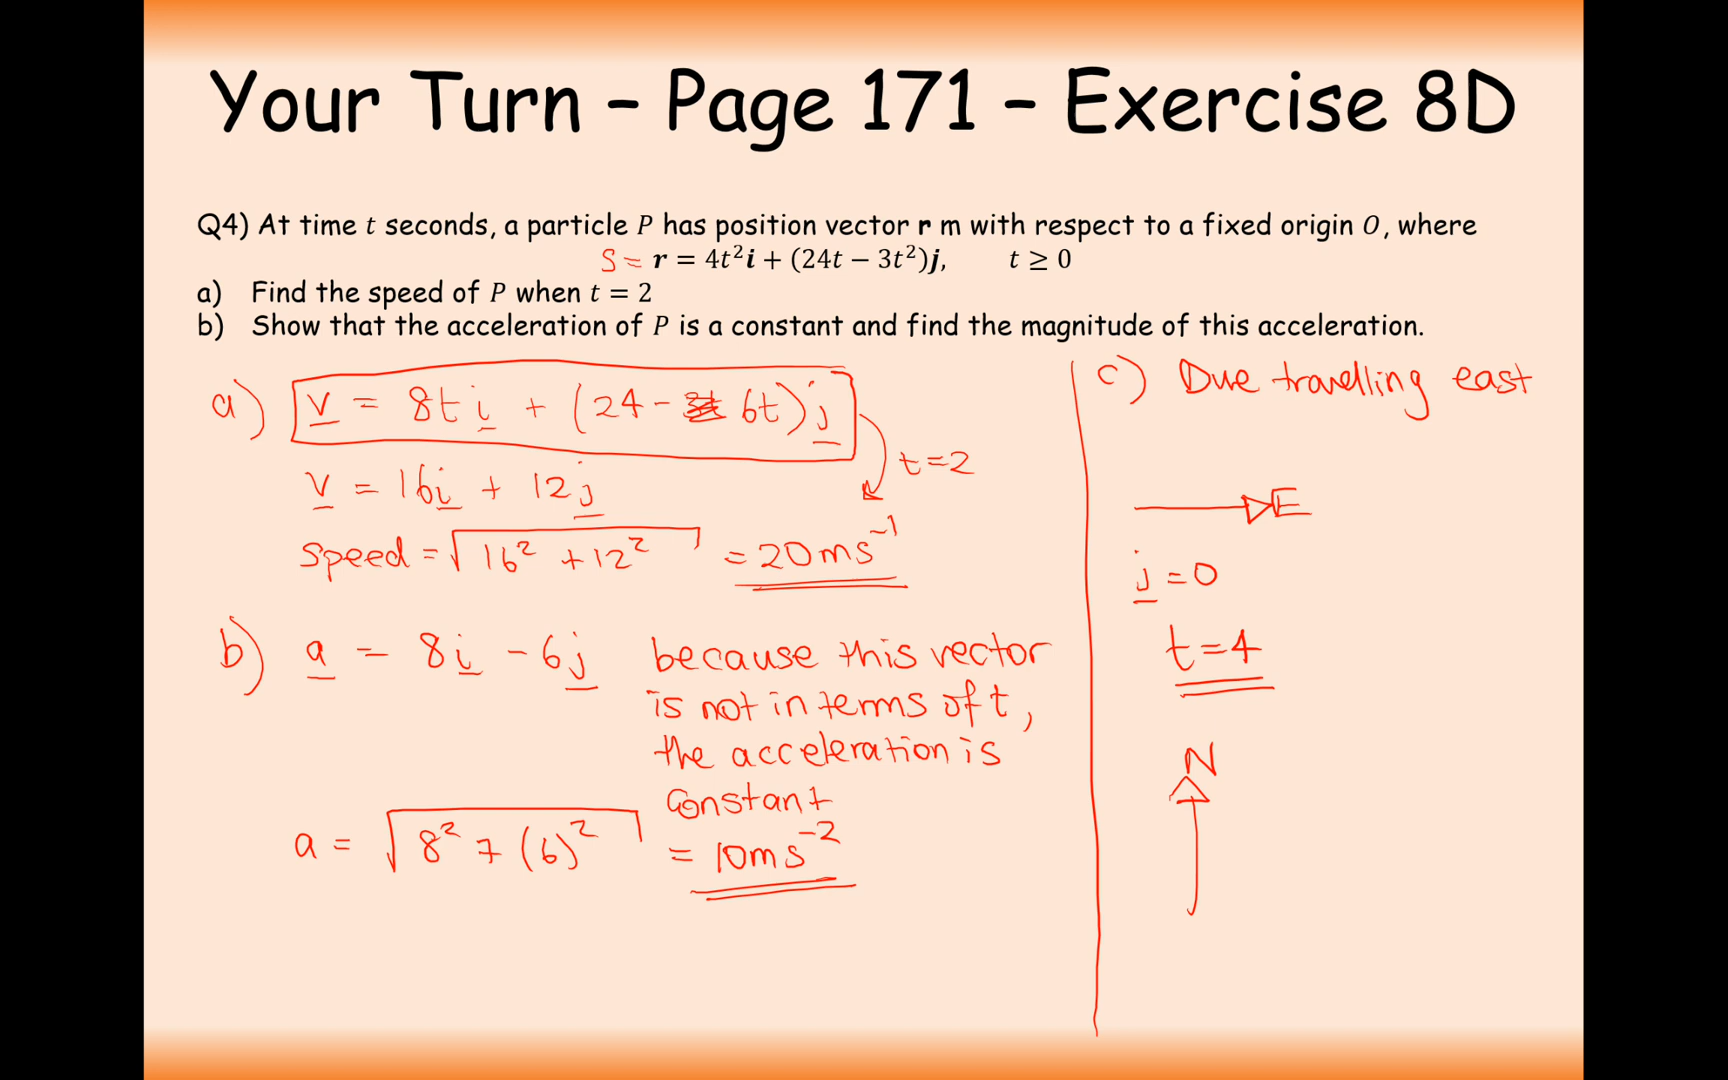 Your Turn – Page 171 – Exercise 8D
Q4) At time t seconds, a particle P has position vector r m with respect to a fixed origin O, where
S = r = 4t²i + (24t − 3t²)j, t ≥ 0
a) Find the speed of P when t = 2
b) Show that the acceleration of P is a constant and find the magnitude of this acceleration.
a) v = 8ti + (24 - 6t)j
t=2
v = 16i + 12j
Speed = √16² + 12² = 20ms⁻¹
b) a = 8i - 6j because this vector
is not in terms of t,
the acceleration is
constant
a = √8² + (6)² = 10ms⁻²
c) Due travelling east
E
j = 0
t = 4
N